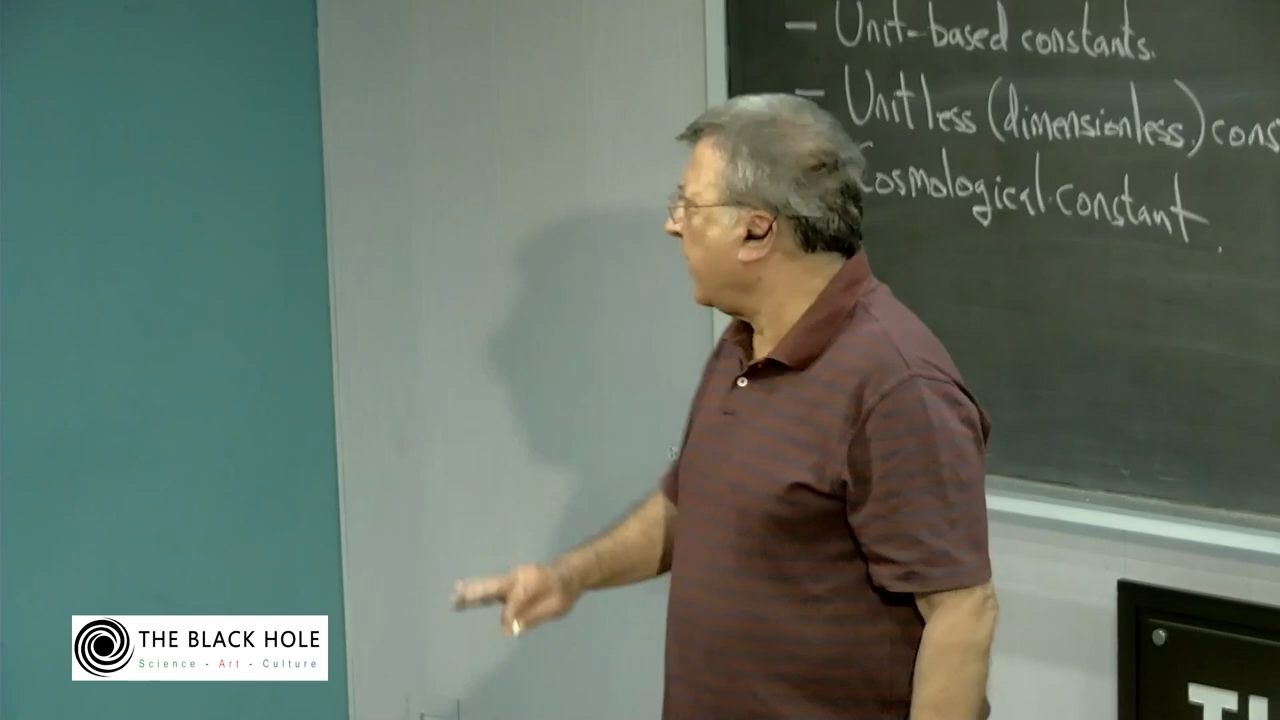 - Unit-based constants.
- Unitless (dimensionless) cons
Cosmological constant.
THE BLACK HOLE
Science - Art - Culture